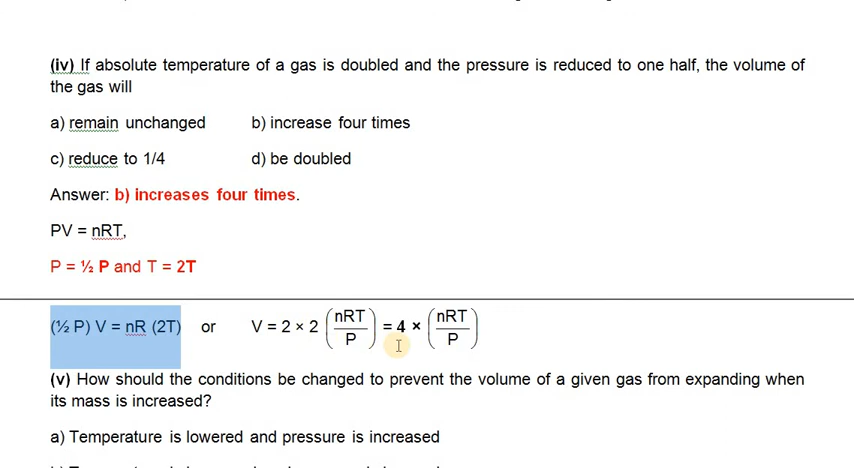 (iv) If absolute temperature of a gas is doubled and the pressure is reduced to one half, the volume of
the gas will
a) remain unchanged b) increase four times
c) reduce to 1/4 d) be doubled
Answer: b) increases four times.
PV = nRT,
P = ½ P and T = 2T
(½ P) V = nR (2T) or V = 2 × 2 (nRT/P) = 4 × (nRT/P)
(v) How should the conditions be changed to prevent the volume of a given gas from expanding when
its mass is increased?
a) Temperature is lowered and pressure is increased